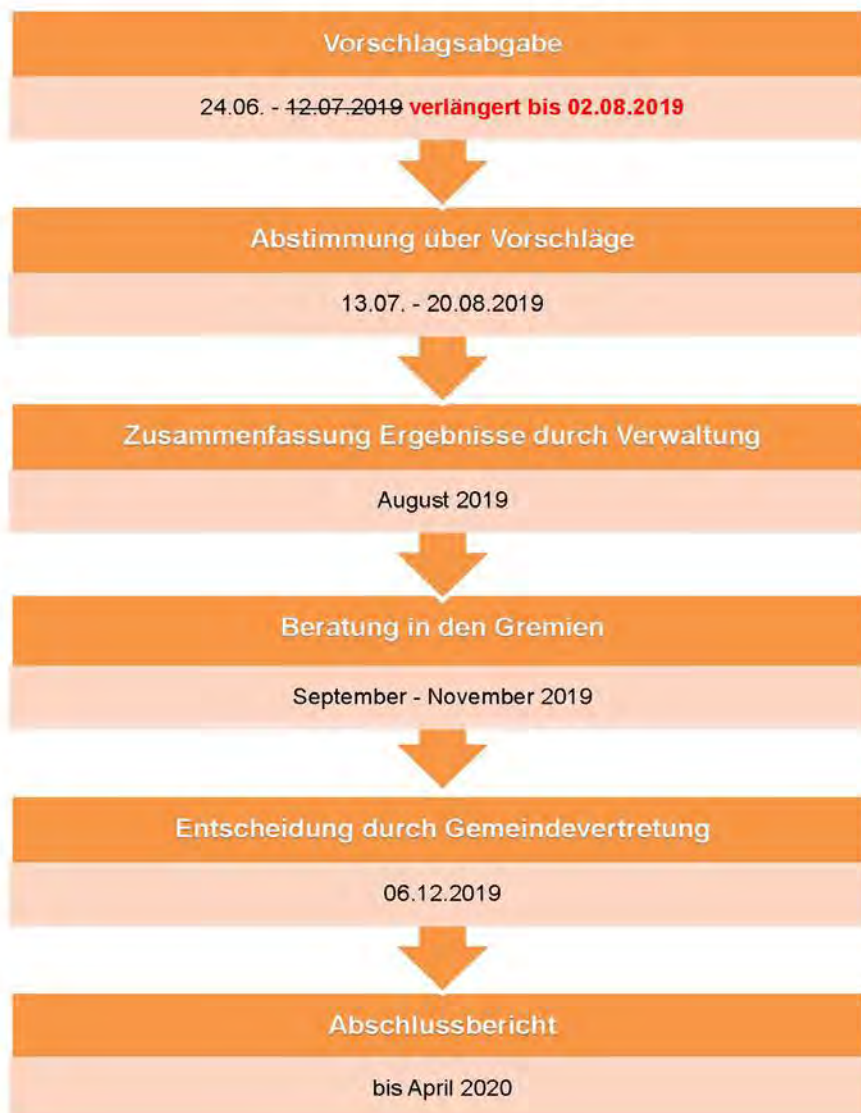 Vorschlagsabgabe
24.06. - 12.07.2019 verlängert bis 02.08.2019
Abstimmung über Vorschläge
13.07. - 20.08.2019
Zusammenfassung Ergebnisse durch Verwaltung
August 2019
Beratung in den Gremien
September - November 2019
Entscheidung durch Gemeindevertretung
06.12.2019
Abschlussbericht
bis April 2020